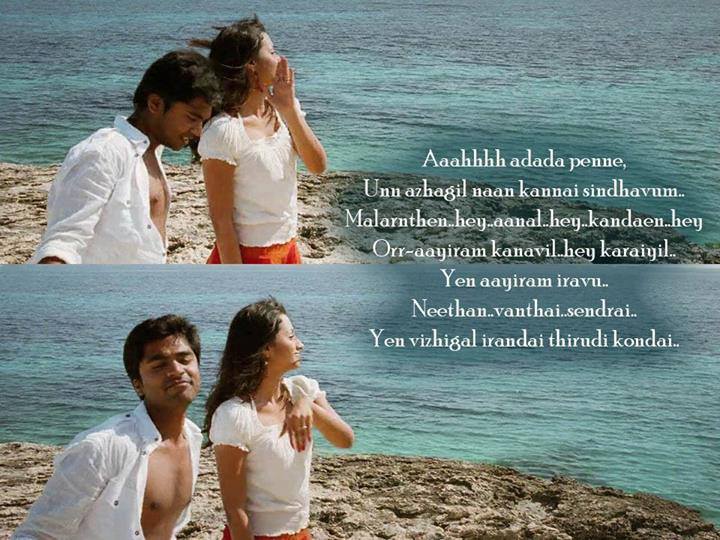 Aaahhhh adada penne,
Unn azhagil naan kannai sindhavum..
Malarnthen..hey..aanal..hey..kandaen..hey
Orr-aayiram kanavil..hey karaiyil..
Yen aayiram iravu..
Neethan..vanthai..sendrai..
Yen vizhigal irandai thirudi kondai..